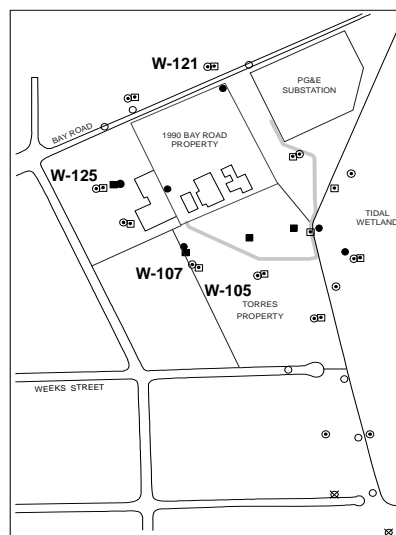 W-121
PG&E
SUBSTATION
BAY ROAD
1990 BAY ROAD
PROPERTY
W-125
TIDAL
WETLAND
W-107
W-105
TORRES
PROPERTY
WEEKS STREET